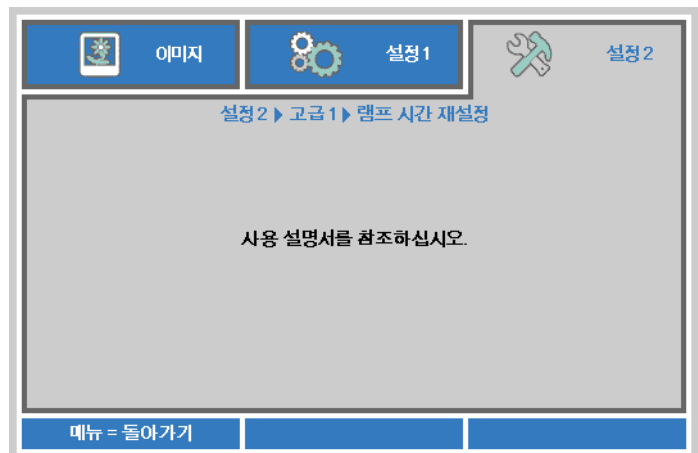 이미지
설정 1
설정 2
설정 2 ▶ 고급 1 ▶ 램프 시간 재설정
사용 설명서를 참조하십시오.
메뉴 = 돌아가기